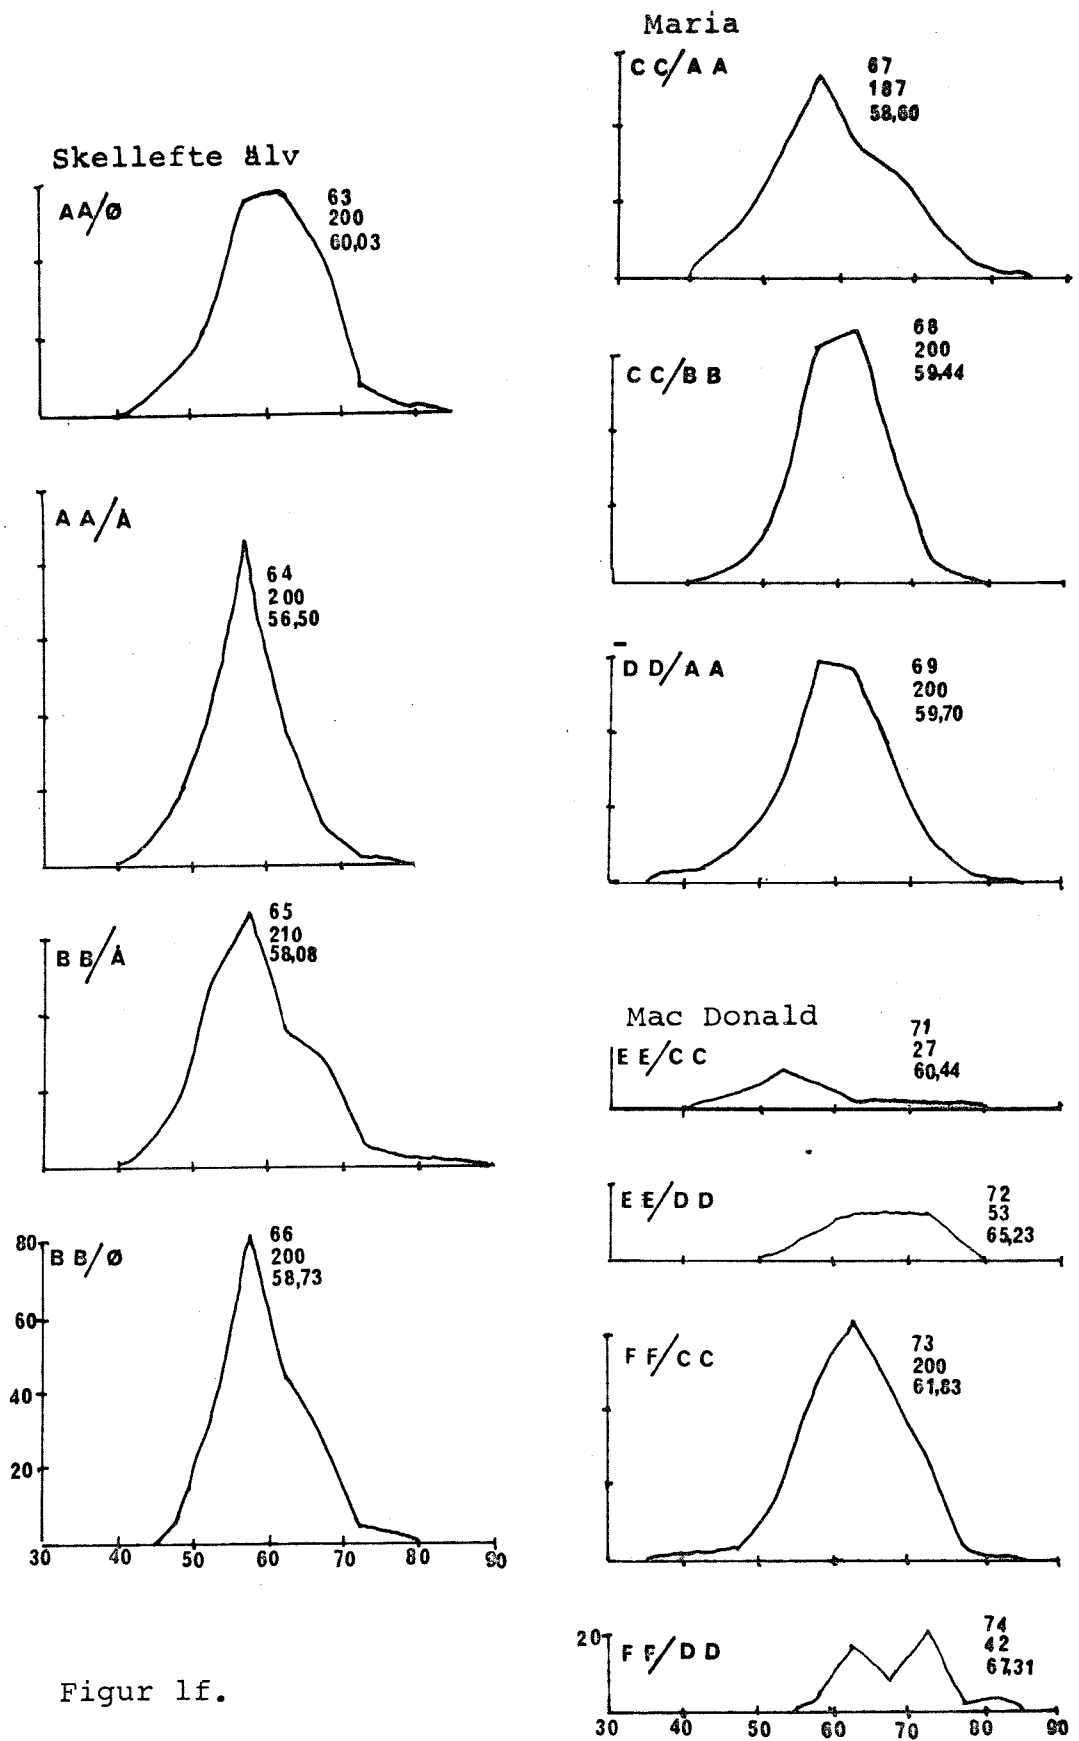 Skellefte älv
AA/Ø
63
200
60,03
AA/Å
64
200
56,50
BB/Å
65
210
58,08
BB/Ø
66
200
58,73
80
60
40
20
30 40 50 60 70 80 90
Figur 1f.
Maria
CC/AA
67
187
58,60
CC/BB
68
200
59,44
DD/AA
69
200
59,70
Mac Donald
EE/CC
71
27
60,44
EE/DD
72
53
65,23
FF/CC
73
200
61,83
FF/DD
74
42
67,31
20
30 40 50 60 70 80 90